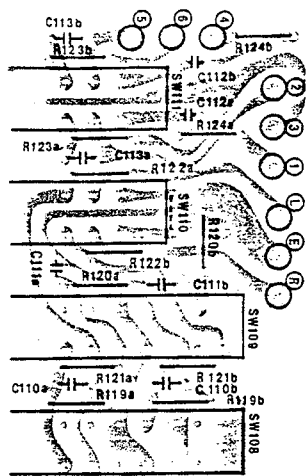 C113b
5
6
4
R123b
R124b
C112b
SW111
C112a
2
R124a
3
R123a
C113a
R122a
1
SW110
L
R120b
E
C111a
R122b
R120a
C111b
R
SW109
R121a
R121b
C110a
C110b
R119a
R119b
SW108